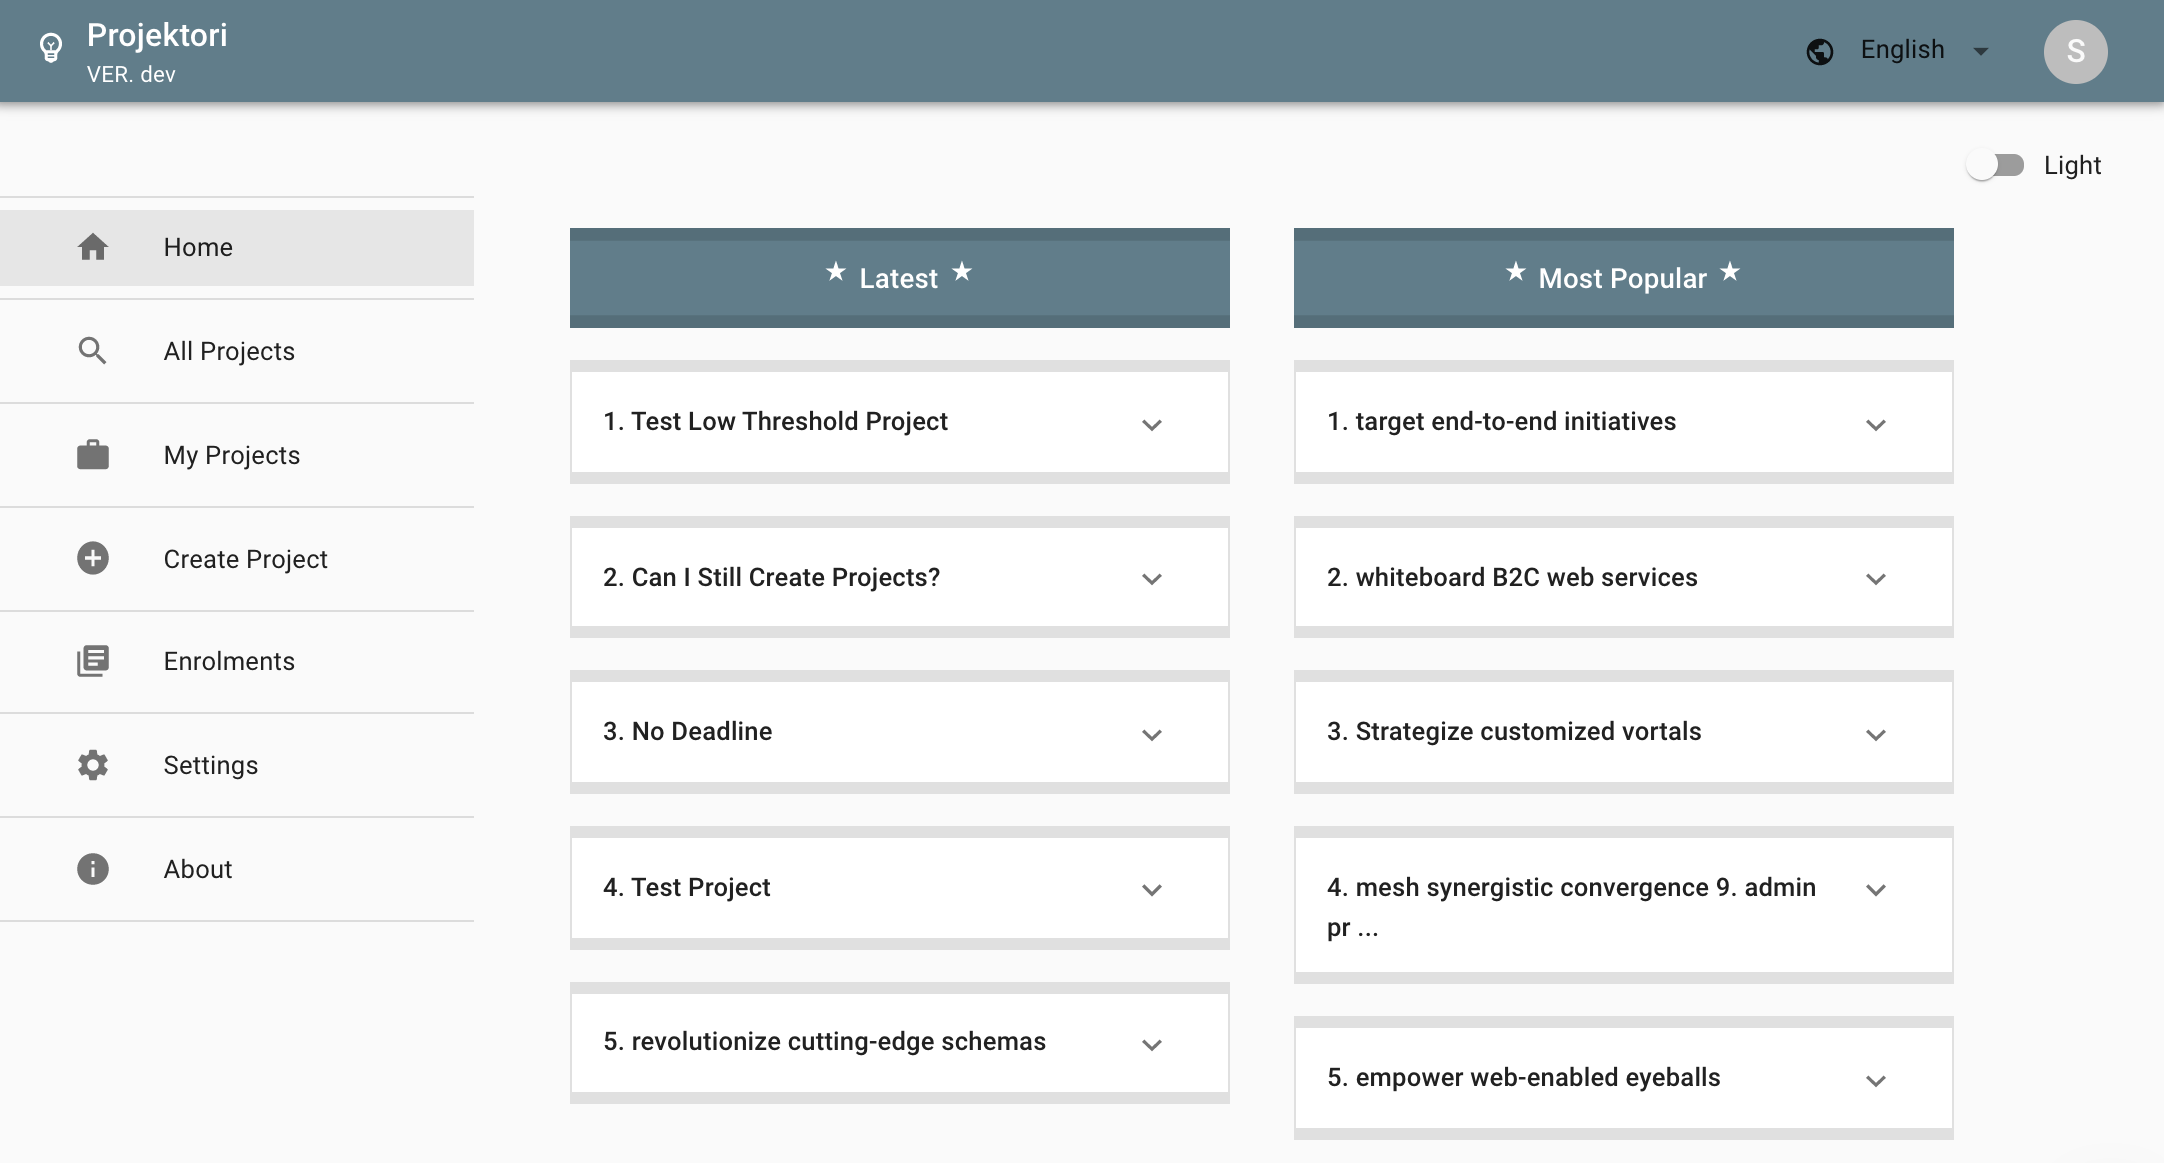 Projektori
VER. dev
English
S
Light
Home
All Projects
My Projects
Create Project
Enrolments
Settings
About
★ Latest ★
1. Test Low Threshold Project
2. Can I Still Create Projects?
3. No Deadline
4. Test Project
5. revolutionize cutting-edge schemas
★ Most Popular ★
1. target end-to-end initiatives
2. whiteboard B2C web services
3. Strategize customized vortals
4. mesh synergistic convergence 9. admin
pr ...
5. empower web-enabled eyeballs